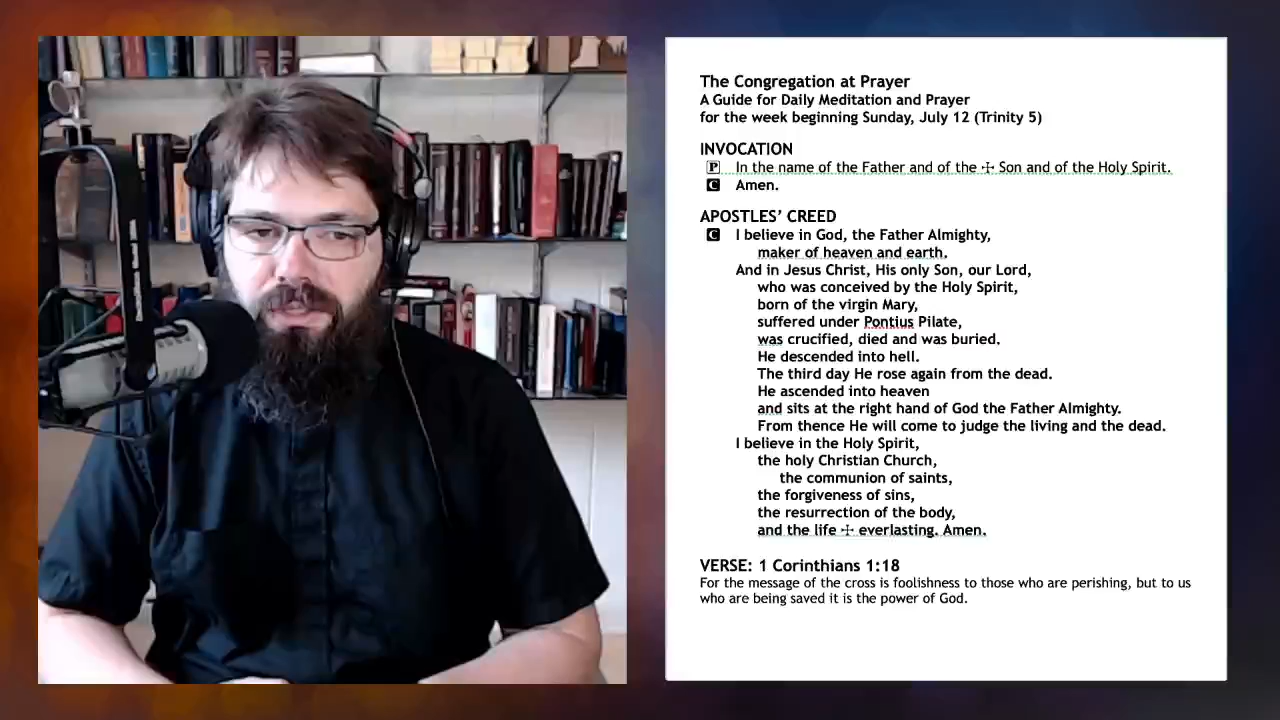 The Congregation at Prayer
A Guide for Daily Meditation and Prayer
for the week beginning Sunday, July 12 (Trinity 5)
INVOCATION
P In the name of the Father and of the ☩ Son and of the Holy Spirit.
C Amen.
APOSTLES’ CREED
C I believe in God, the Father Almighty,
maker of heaven and earth.
And in Jesus Christ, His only Son, our Lord,
who was conceived by the Holy Spirit,
born of the virgin Mary,
suffered under Pontius Pilate,
was crucified, died and was buried.
He descended into hell.
The third day He rose again from the dead.
He ascended into heaven
and sits at the right hand of God the Father Almighty.
From thence He will come to judge the living and the dead.
I believe in the Holy Spirit,
the holy Christian Church,
the communion of saints,
the forgiveness of sins,
the resurrection of the body,
and the life ☩ everlasting. Amen.
VERSE: 1 Corinthians 1:18
For the message of the cross is foolishness to those who are perishing, but to us
who are being saved it is the power of God.